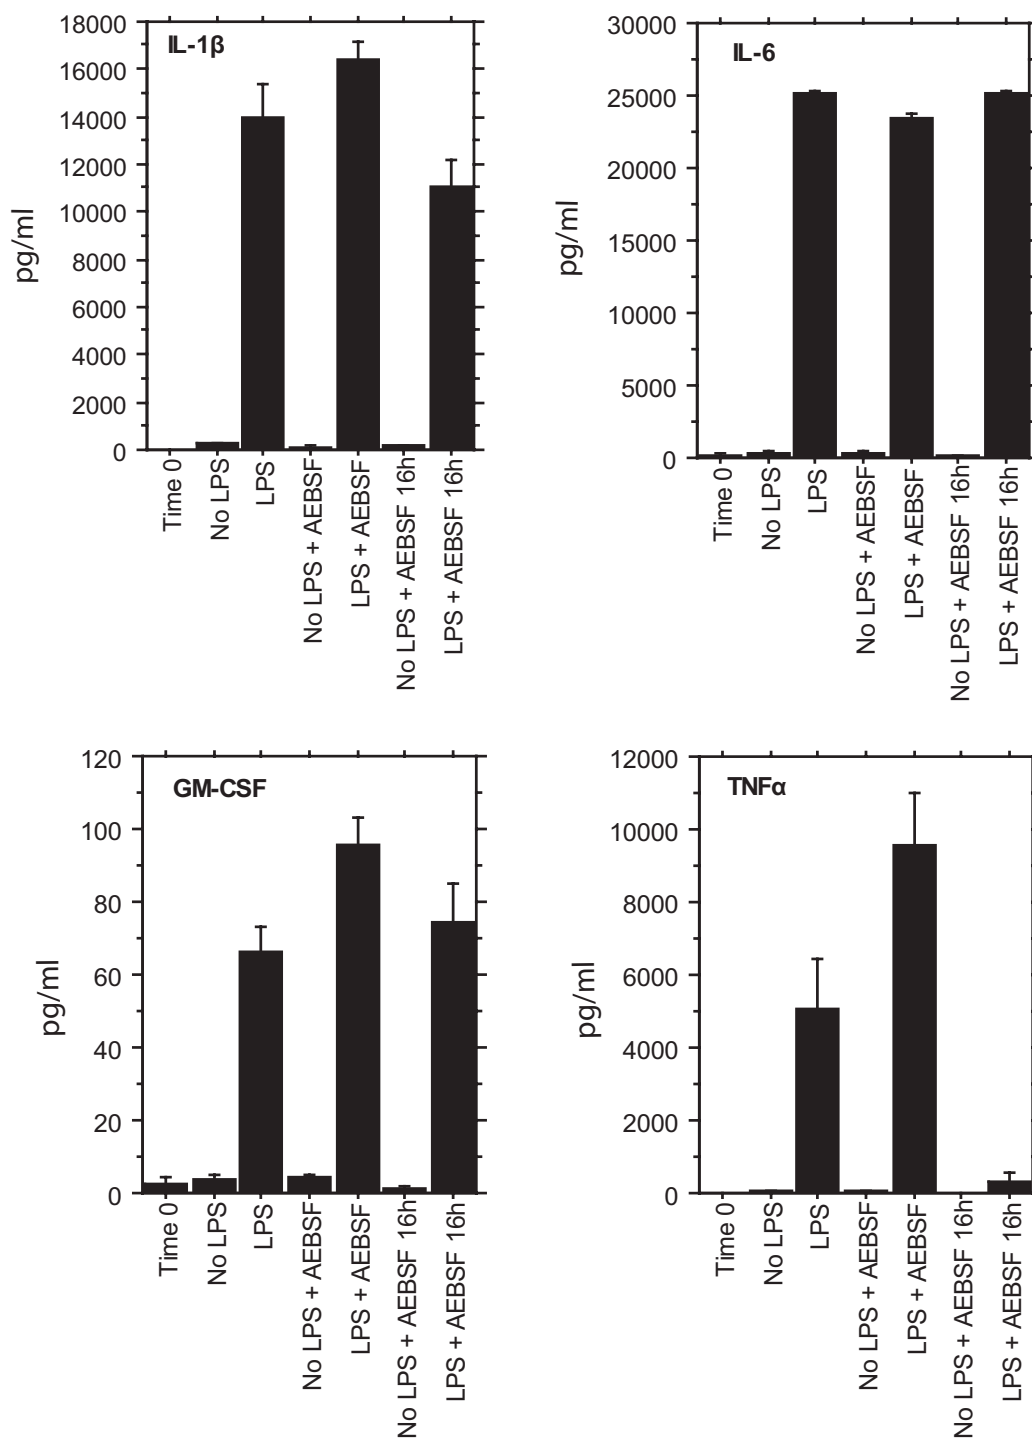 IL-1β
pg/ml
18000
16000
14000
12000
10000
8000
6000
4000
2000
0
Time 0
No LPS
LPS
No LPS + AEBSF
LPS + AEBSF
No LPS + AEBSF 16h
LPS + AEBSF 16h
IL-6
pg/ml
30000
25000
20000
15000
10000
5000
0
Time 0
No LPS
LPS
No LPS + AEBSF
LPS + AEBSF
No LPS + AEBSF 16h
LPS + AEBSF 16h
GM-CSF
pg/ml
120
100
80
60
40
20
0
Time 0
No LPS
LPS
No LPS + AEBSF
LPS + AEBSF
No LPS + AEBSF 16h
LPS + AEBSF 16h
TNFα
pg/ml
12000
10000
8000
6000
4000
2000
0
Time 0
No LPS
LPS
No LPS + AEBSF
LPS + AEBSF
No LPS + AEBSF 16h
LPS + AEBSF 16h